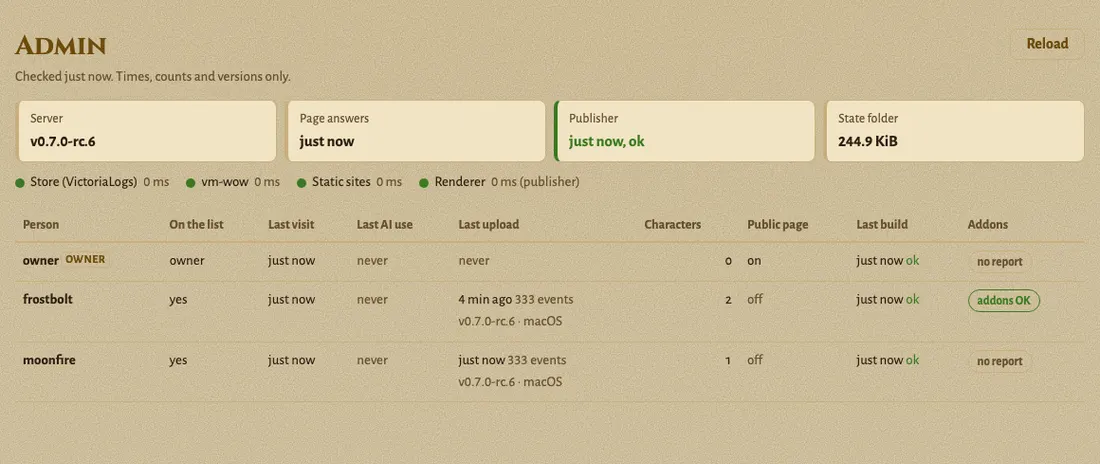 Admin
Reload
Checked just now. Times, counts and versions only.
Server
v0.7.0-rc.6
Page answers
just now
Publisher
just now, ok
State folder
244.9 KiB
Store (VictoriaLogs) 0 ms vm-wow 0 ms Static sites 0 ms Renderer 0 ms (publisher)
Person On the list Last visit Last AI use Last upload Characters Public page Last build Addons
owner OWNER owner just now never never 0 on just now ok no report
frostbolt yes just now never 4 min ago 333 events 2 off just now ok addons OK
v0.7.0-rc.6 · macOS
moonfire yes just now never just now 333 events 1 off just now ok no report
v0.7.0-rc.6 · macOS